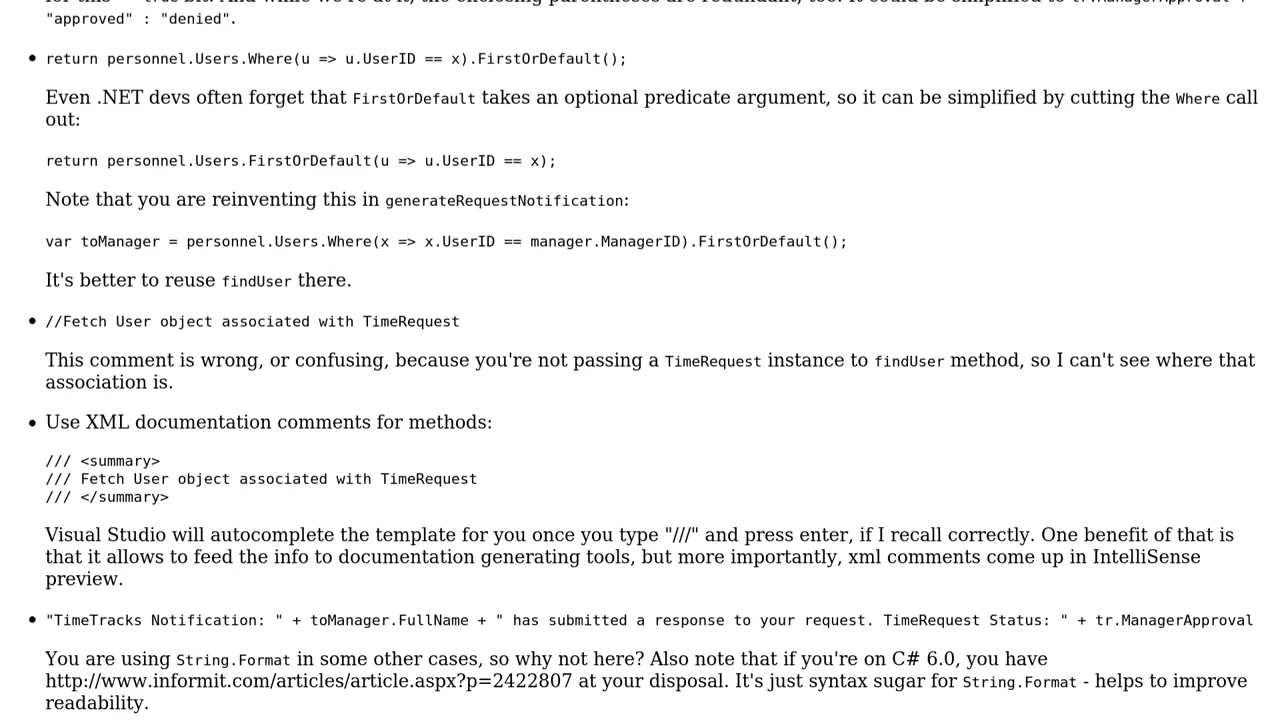 "approved" : "denied".
• return personnel.Users.Where(u => u.UserID == x).FirstOrDefault();
Even .NET devs often forget that FirstOrDefault takes an optional predicate argument, so it can be simplified by cutting the Where call
out:
return personnel.Users.FirstOrDefault(u => u.UserID == x);
Note that you are reinventing this in generateRequestNotification:
var toManager = personnel.Users.Where(x => x.UserID == manager.ManagerID).FirstOrDefault();
It's better to reuse findUser there.
• //Fetch User object associated with TimeRequest
This comment is wrong, or confusing, because you're not passing a TimeRequest instance to findUser method, so I can't see where that
association is.
• Use XML documentation comments for methods:
/// <summary>
/// Fetch User object associated with TimeRequest
/// </summary>
Visual Studio will autocomplete the template for you once you type "///" and press enter, if I recall correctly. One benefit of that is
that it allows to feed the info to documentation generating tools, but more importantly, xml comments come up in IntelliSense
preview.
• "TimeTracks Notification: " + toManager.FullName + " has submitted a response to your request. TimeRequest Status: " + tr.ManagerApproval
You are using String.Format in some other cases, so why not here? Also note that if you're on C# 6.0, you have
http://www.informit.com/articles/article.aspx?p=2422807 at your disposal. It's just syntax sugar for String.Format - helps to improve
readability.